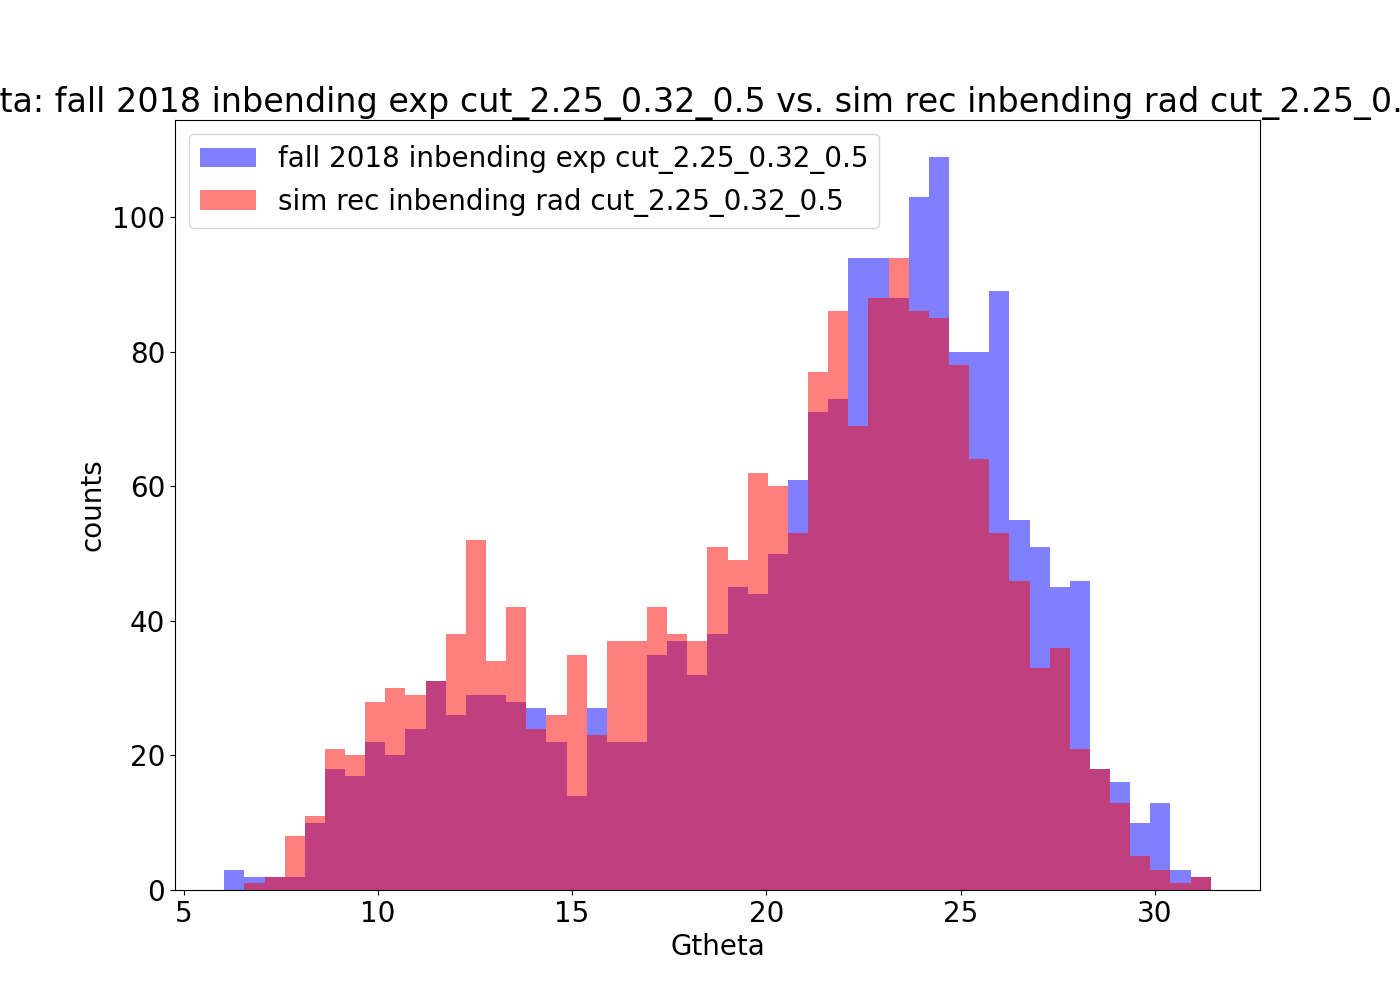 ta: fall 2018 inbending exp cut_2.25_0.32_0.5 vs. sim rec inbending rad cut_2.25_0.
fall 2018 inbending exp cut_2.25_0.32_0.5
sim rec inbending rad cut_2.25_0.32_0.5
100
80
60
40
20
0
counts
5 10 15 20 25 30
Gtheta